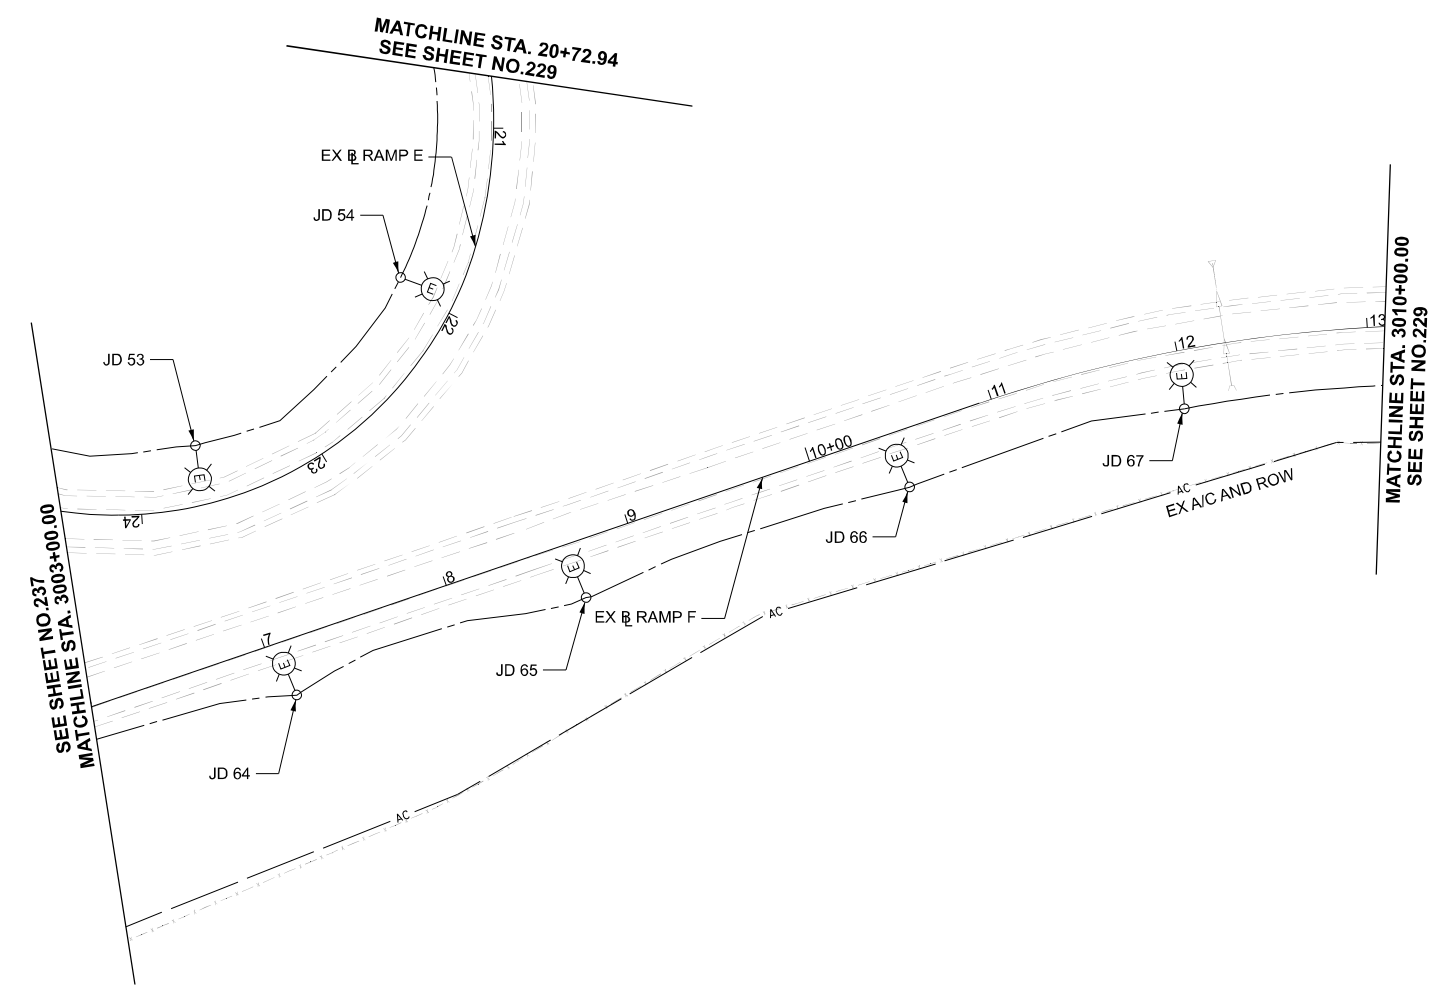 MATCHLINE STA. 20+72.94
SEE SHEET NO.229
21
EX BL RAMP E
JD 54
E
22
JD 53
E
23
24
SEE SHEET NO.237
MATCHLINE STA. 3003+00.00
MATCHLINE STA. 3010+00.00
SEE SHEET NO.229
13
12
E
11
10+00
E
JD 67
AC
EX A/C AND ROW
9
JD 66
8
E
EX BL RAMP F
AC
7
E
JD 65
JD 64
AC